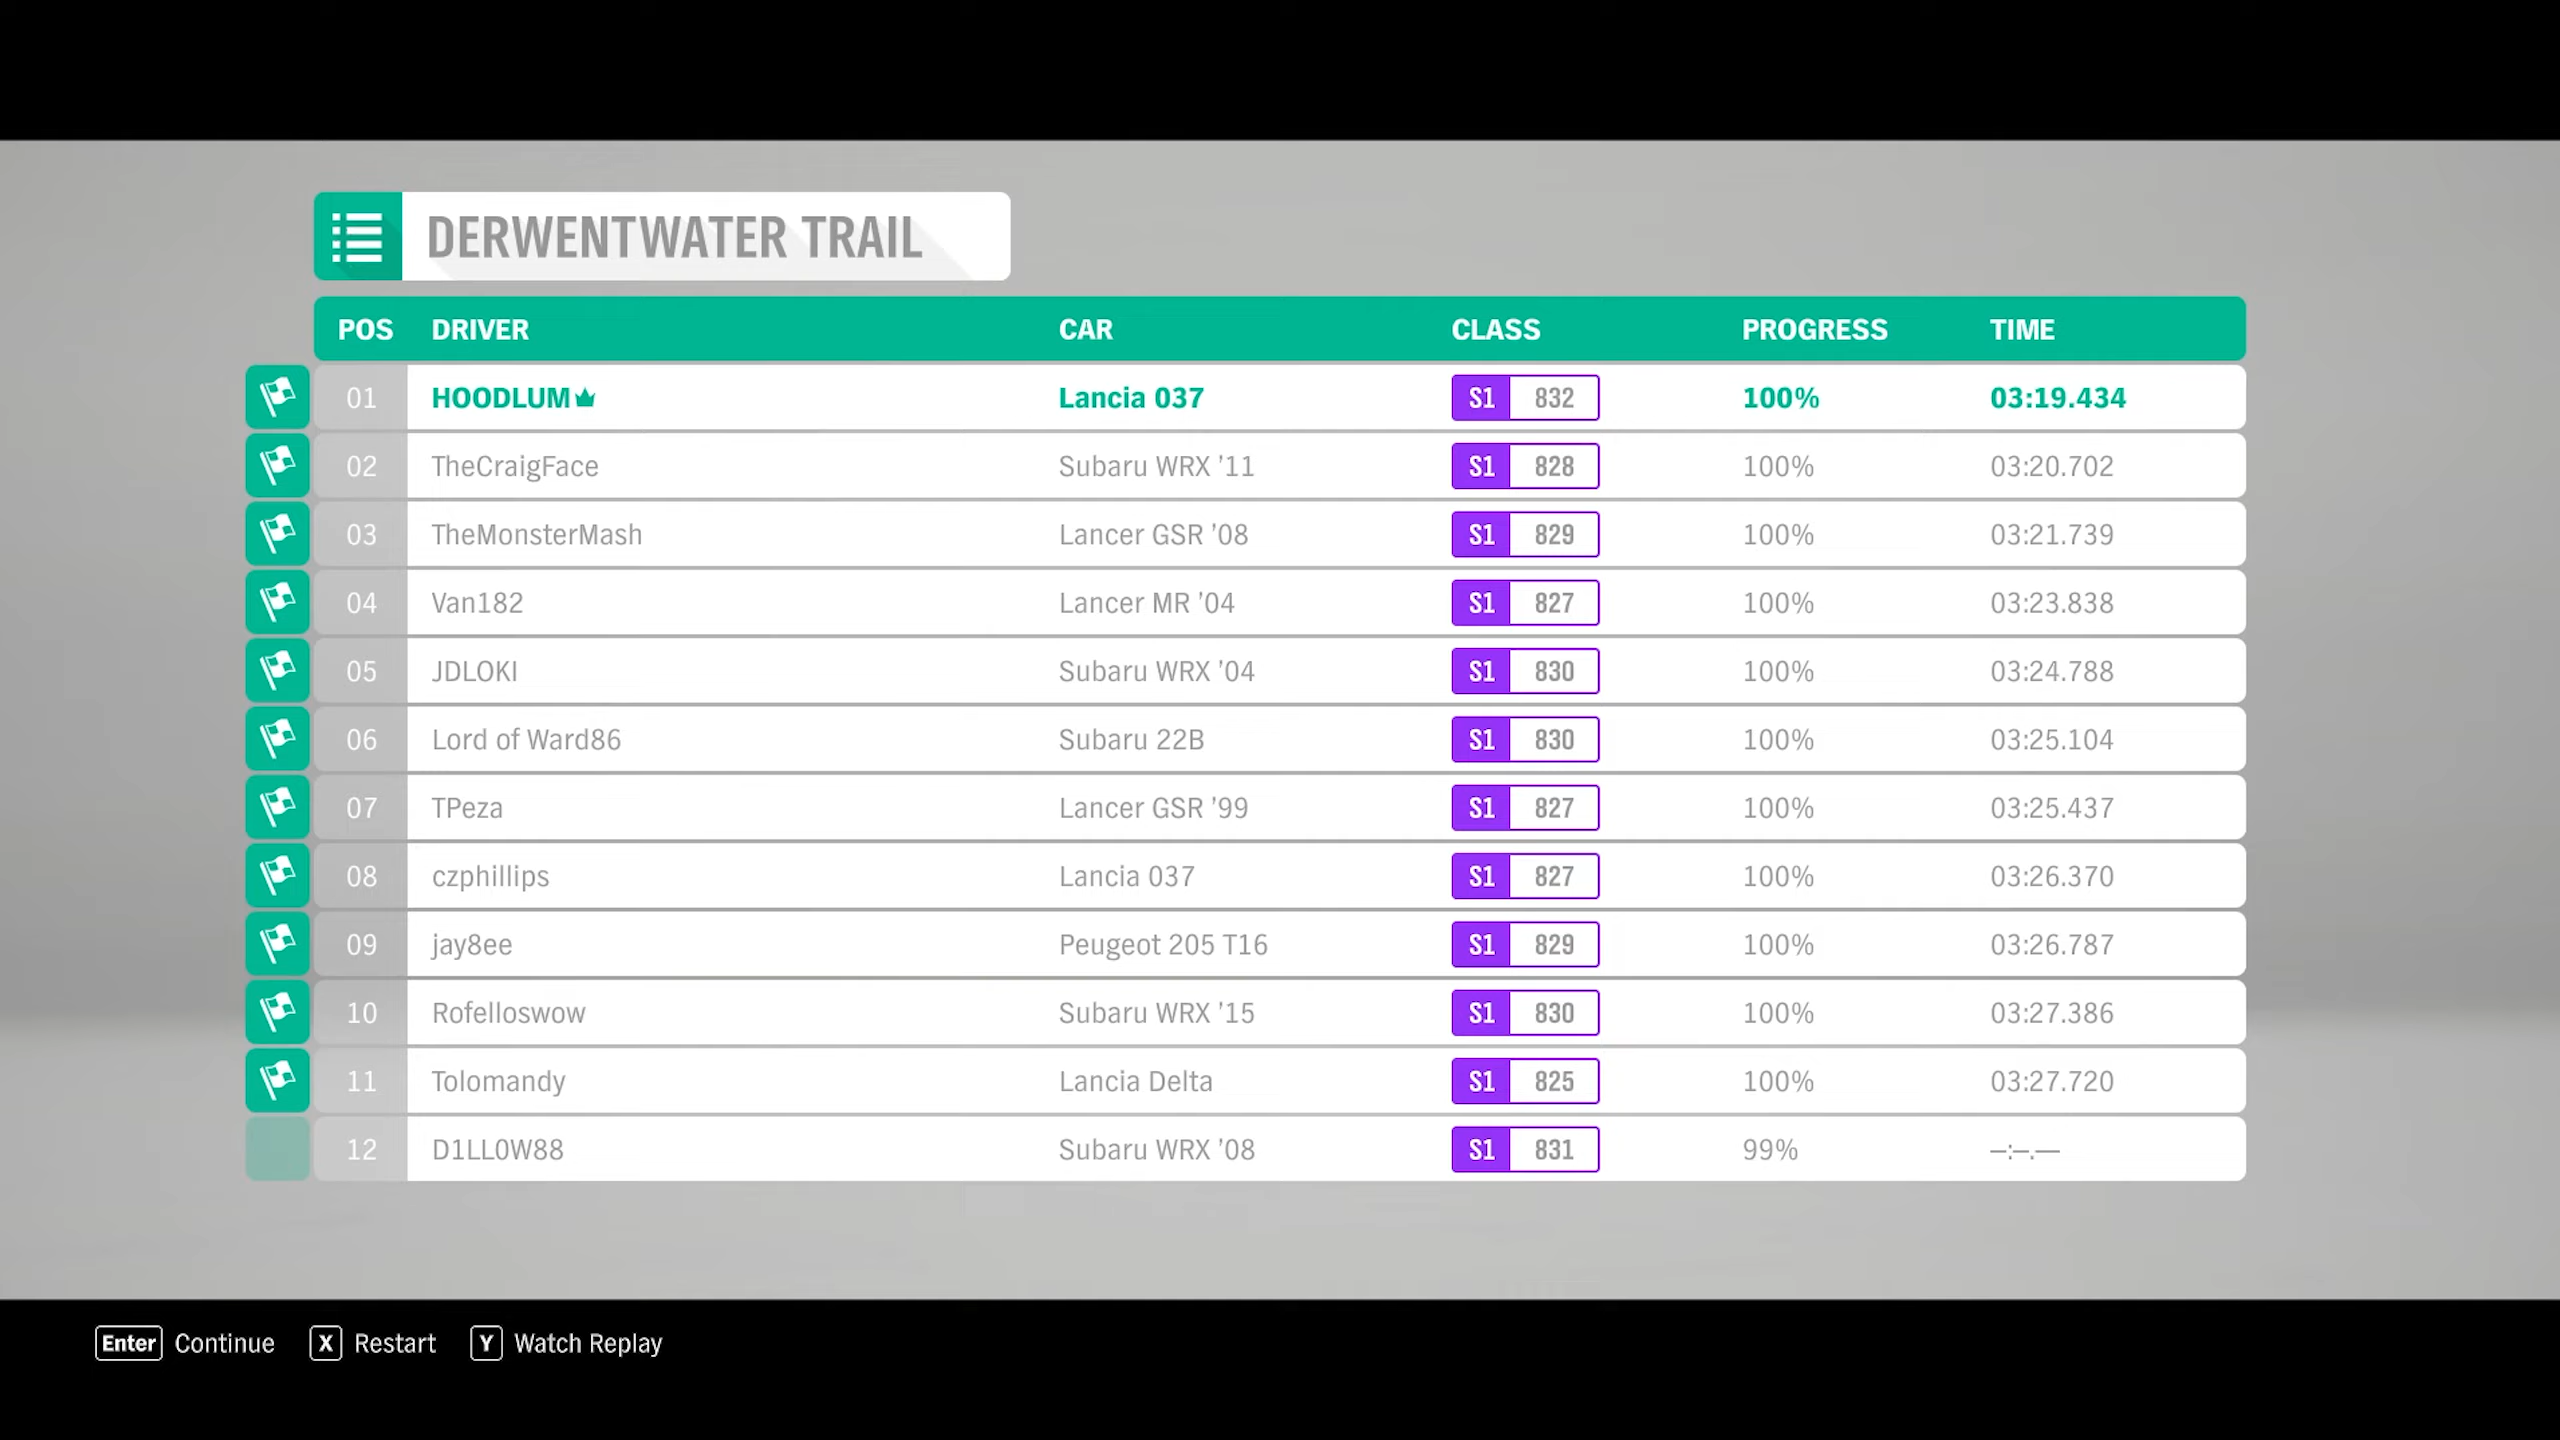 DERWENTWATER TRAIL
POS DRIVER CAR CLASS PROGRESS TIME
01 HOODLUM Lancia 037 S1 832 100% 03:19.434
02 TheCraigFace Subaru WRX '11 S1 828 100% 03:20.702
03 TheMonsterMash Lancer GSR '08 S1 829 100% 03:21.739
04 Van182 Lancer MR '04 S1 827 100% 03:23.838
05 JDLOKI Subaru WRX '04 S1 830 100% 03:24.788
06 Lord of Ward86 Subaru 22B S1 830 100% 03:25.104
07 TPeza Lancer GSR '99 S1 827 100% 03:25.437
08 czphillips Lancia 037 S1 827 100% 03:26.370
09 jay8ee Peugeot 205 T16 S1 829 100% 03:26.787
10 Rofelloswow Subaru WRX '15 S1 830 100% 03:27.386
11 Tolomandy Lancia Delta S1 825 100% 03:27.720
12 D1LL0W88 Subaru WRX '08 S1 831 99% –:–.—
Enter Continue X Restart Y Watch Replay